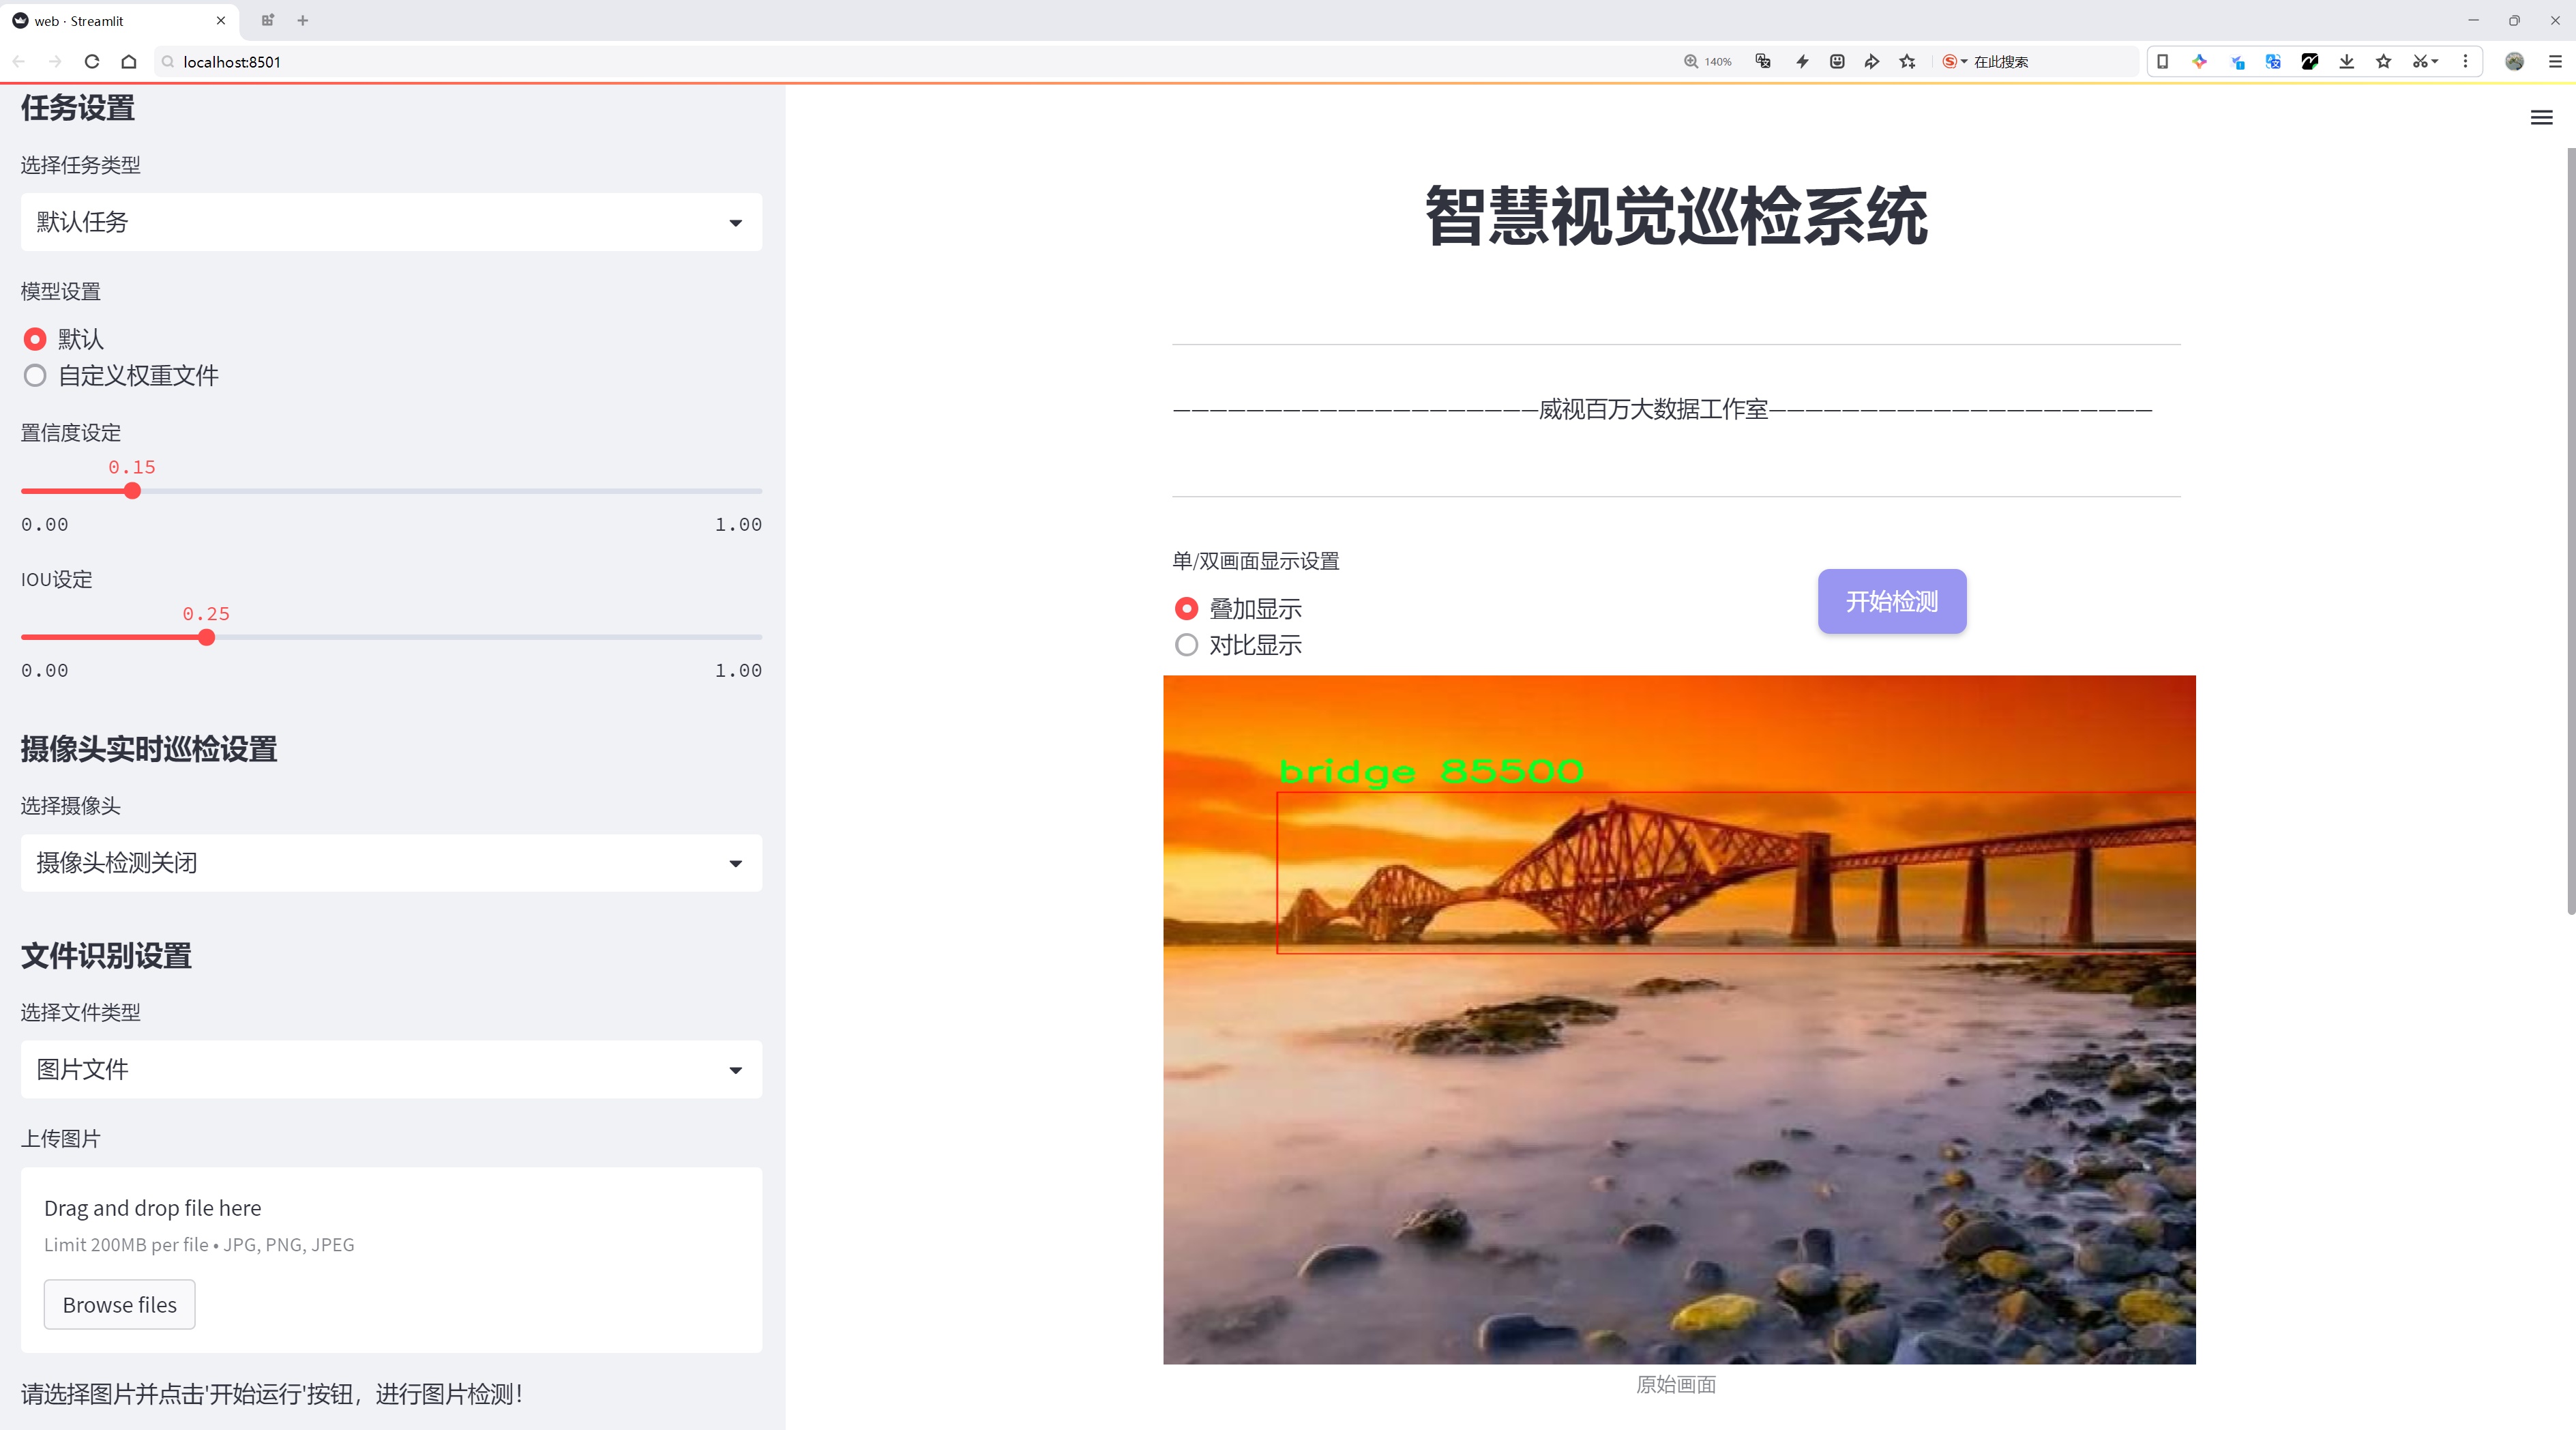 web · Streamlit
localhost:8501
140%
在此搜索
任务设置
选择任务类型
默认任务
模型设置
默认
自定义权重文件
置信度设定
0.15
0.00 1.00
IOU设定
0.25
0.00 1.00
摄像头实时巡检设置
选择摄像头
摄像头检测关闭
文件识别设置
选择文件类型
图片文件
上传图片
Drag and drop file here
Limit 200MB per file • JPG, PNG, JPEG
Browse files
请选择图片并点击'开始运行'按钮，进行图片检测！
智慧视觉巡检系统
—————————————————————威视百万大数据工作室—————————————————————
单/双画面显示设置
叠加显示
对比显示
开始检测
bridge 85500
原始画面